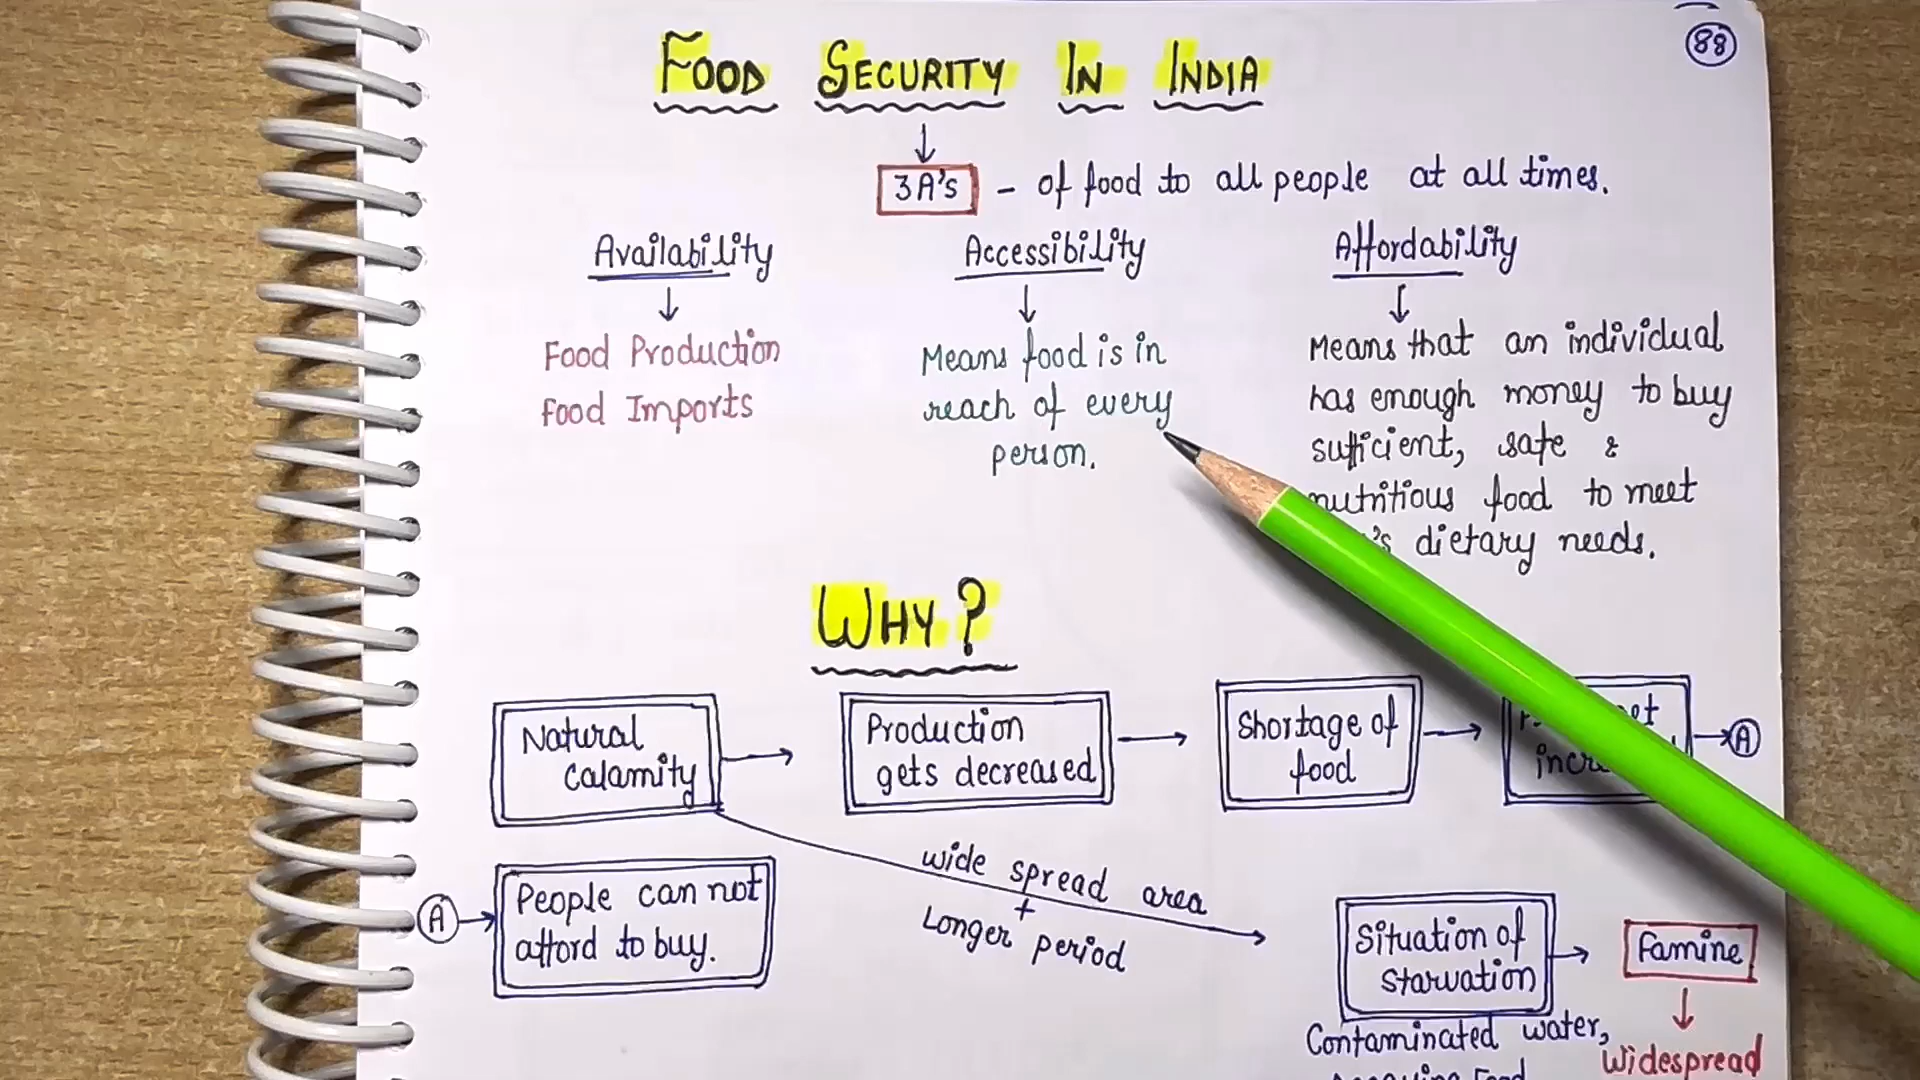 88
FOOD SECURITY IN INDIA
3A's - of food to all people at all times.
Availability
Food Production
Food Imports
Accessibility
Means food is in
reach of every
person.
Affordability
Means that an individual
has enough money to buy
sufficient, safe &
nutritious food to meet
dietary needs.
WHY?
Natural
calamity
Production
gets decreased
Shortage of
food
A
A
People can not
afford to buy.
wide spread area
+
Longer period
Situation of
starvation
Famine
Contaminated water,
Widespread